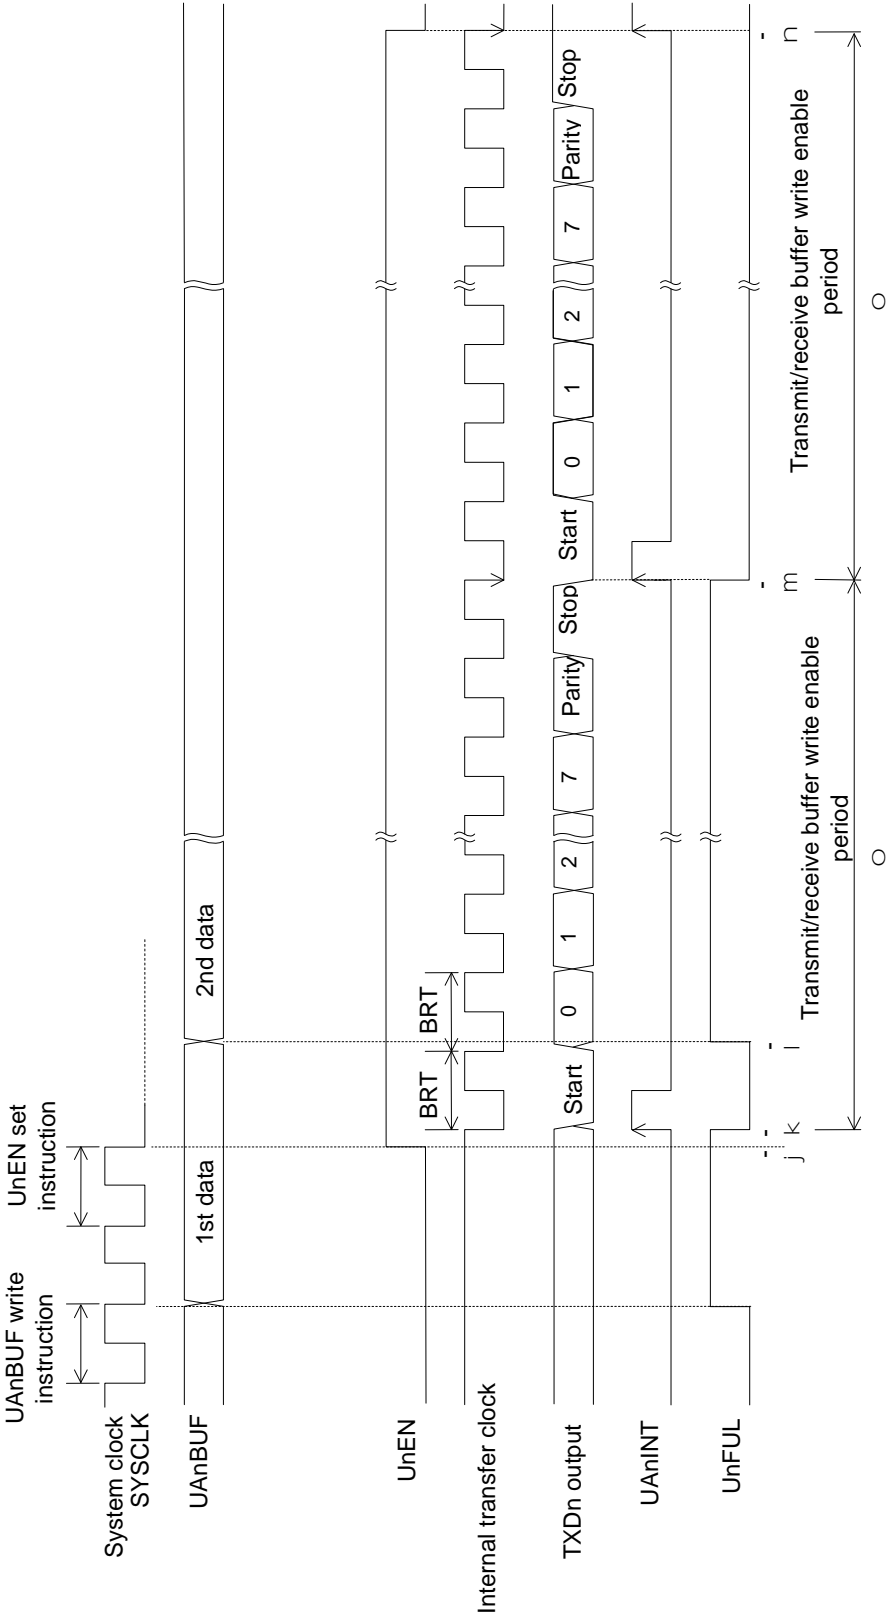 UAnBUF write
instruction
UnEN set
instruction
System clock
SYSCLK
UAnBUF
1st data
2nd data
UnEN
BRT
BRT
Internal transfer clock
TXDn output
Start
0
1
2
7
Parity
Stop
Start
0
1
2
7
Parity
Stop
UAnINT
UnFUL
j
k
l
m
n
Transmit/receive buffer write enable
period
Transmit/receive buffer write enable
period
o
o